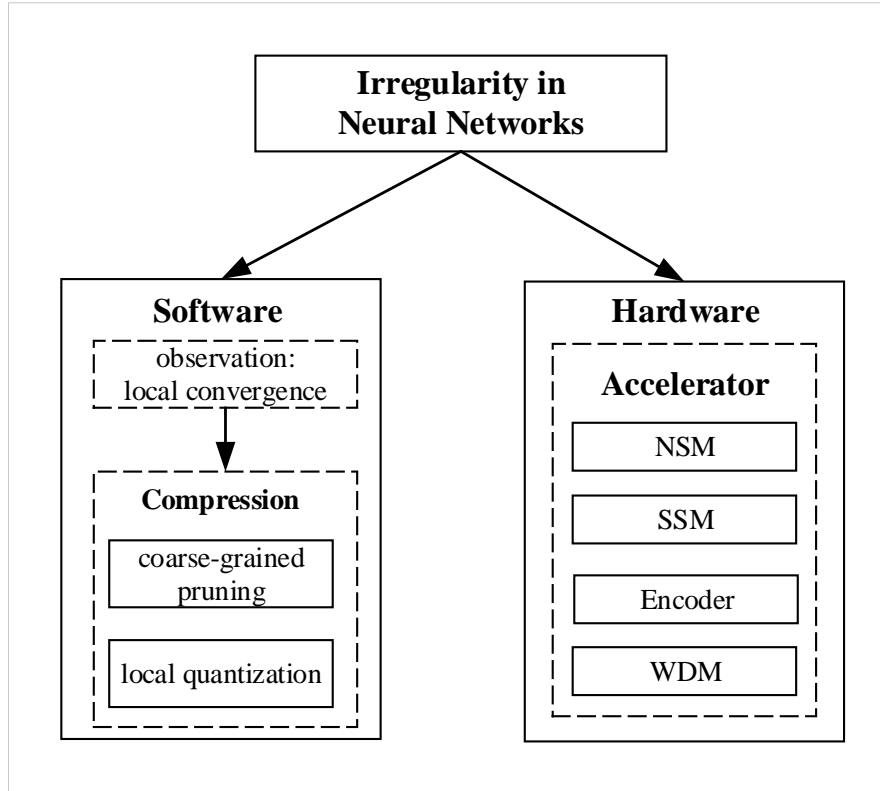 Irregularity in
Neural Networks
Software
observation:
local convergence
Compression
coarse-grained
pruning
local quantization
Hardware
Accelerator
NSM
SSM
Encoder
WDM